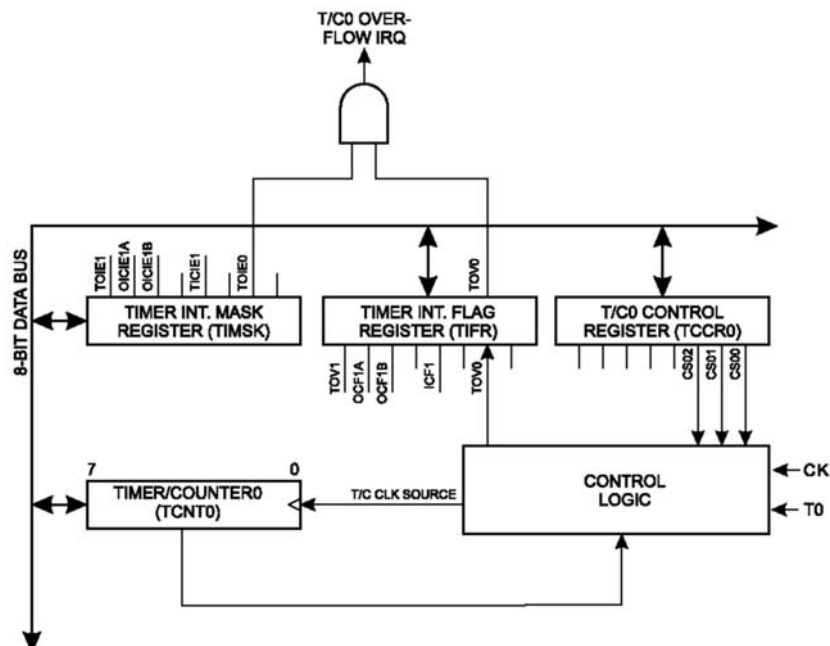 T/C0 OVER-
FLOW IRQ
8-BIT DATA BUS
TOIE1
OICIE1A
OICIE1B
TICIE1
TOIE0
TOV0
TIMER INT. MASK
REGISTER (TIMSK)
TIMER INT. FLAG
REGISTER (TIFR)
T/C0 CONTROL
REGISTER (TCCR0)
TOV1
OCF1A
OCF1B
ICF1
TOV0
CS02
CS01
CS00
7
0
TIMER/COUNTER0
(TCNT0)
T/C CLK SOURCE
CONTROL
LOGIC
CK
T0